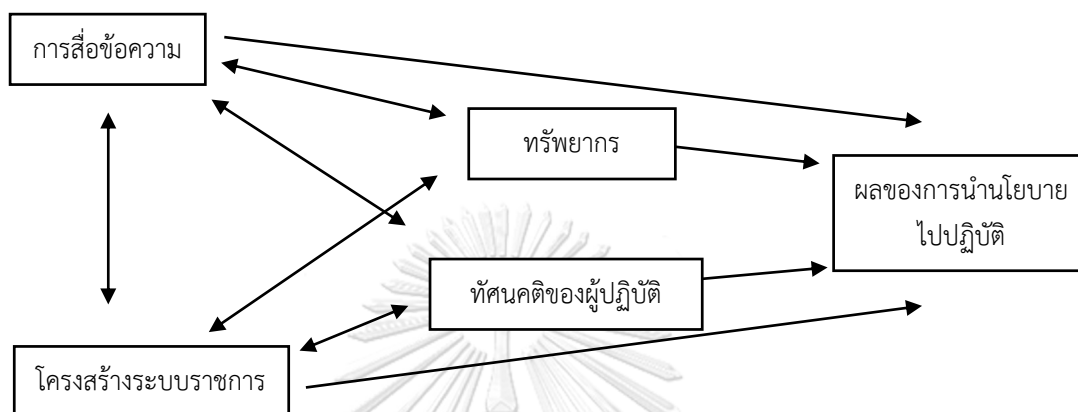 การสื่อข้อความ
ทรัพยากร
ผลของการนำนโยบาย
ไปปฏิบัติ
ทัศนคติของผู้ปฏิบัติ
โครงสร้างระบบราชการ